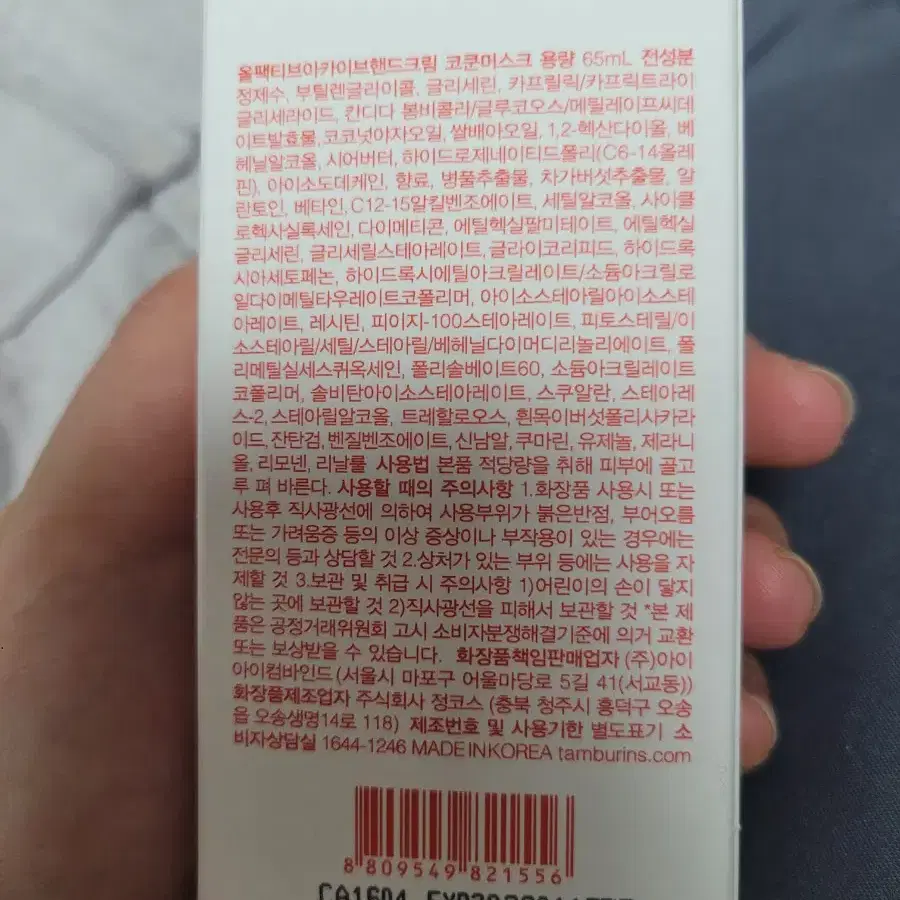 올팩티브아카이브핸드크림 코쿤마스크 용량 65mL 전성분
정제수, 부틸렌글라이콜, 글리세린, 카프릴릭/카프릭트라이
글리세라이드, 칸디다 봄비콜라/글루코오스/메틸레이프씨데
이트발효물, 코코넛야자오일, 쌀배아오일, 1,2-헥산다이올, 베
헤닐알코올, 시어버터, 하이드로제네이티드폴리(C6-14올레
핀), 아이소도데케인, 향료, 병풀추출물, 차가버섯추출물, 알
란토인, 베타인, C12-15알킬벤조에이트, 세틸알코올, 사이클
로헥사실록세인, 다이메티콘, 에틸헥실팔미테이트, 에틸헥실
글리세린, 글리세릴스테아레이트, 글라이코리피드, 하이드록
시아세토페논, 하이드록시에틸아크릴레이트/소듐아크릴로
일다이메틸타우레이트코폴리머, 아이소스테아릴아이소스테
아레이트, 레시틴, 피이지-100스테아레이트, 피토스테릴/이
소스테아릴/세틸/스테아릴/베헤닐다이머디리놀리에이트, 폴
리메틸실세스퀴옥세인, 폴리솔베이트60, 소듐아크릴레이트
코폴리머, 솔비탄아이소스테아레이트, 스쿠알란, 스테아레
스-2, 스테아릴알코올, 트레할로오스, 흰목이버섯폴리사카라
이드, 잔탄검, 벤질벤조에이트, 신남알, 쿠마린, 유제놀, 제라니
올, 리모넨, 리날룰 사용법 본품 적당량을 취해 피부에 골고
루 펴 바른다. 사용할 때의 주의사항 1.화장품 사용시 또는
사용후 직사광선에 의하여 사용부위가 붉은반점, 부어오름
또는 가려움증 등의 이상 증상이나 부작용이 있는 경우에는
전문의 등과 상담할 것 2.상처가 있는 부위 등에는 사용을 자
제할 것 3.보관 및 취급 시 주의사항 1)어린이의 손이 닿지
않는 곳에 보관할 것 2)직사광선을 피해서 보관할 것 *본 제
품은 공정거래위원회 고시 소비자분쟁해결기준에 의거 교환
또는 보상받을 수 있습니다. 화장품책임판매업자 (주)아이
아이컴바인드 (서울시 마포구 어울마당로 5길 41(서교동))
화장품제조업자 주식회사 정코스 (충북 청주시 흥덕구 오송
읍 오송생명14로 118) 제조번호 및 사용기한 별도표기 소
비자상담실 1644-1246 MADE IN KOREA tamburins.com
8 809549 821556
CA1604